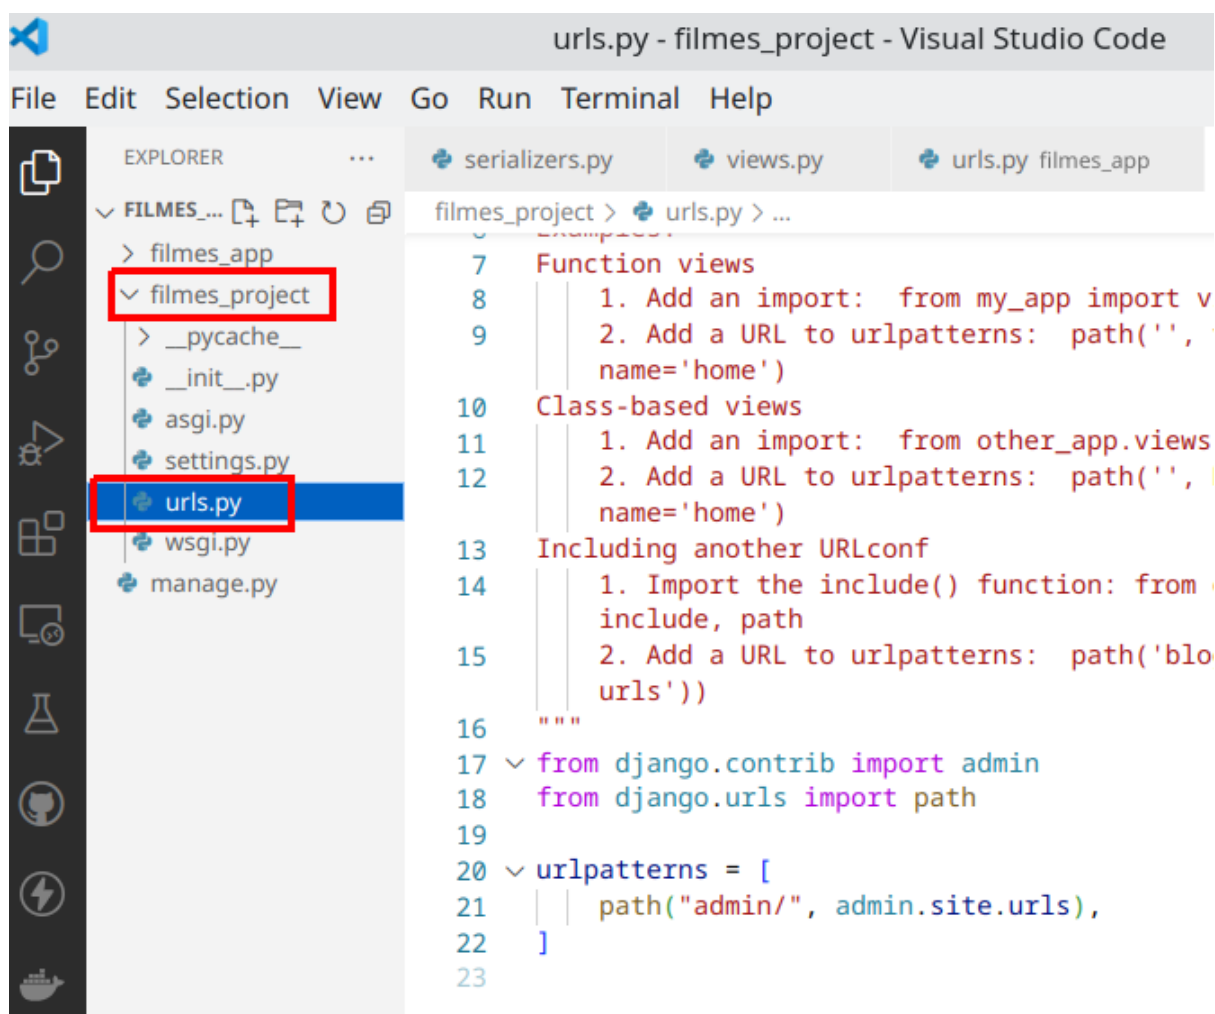 urls.py - filmes_project - Visual Studio Code
File Edit Selection View Go Run Terminal Help
EXPLORER ...
serializers.py views.py urls.py filmes_app
FILMES_...
filmes_project > urls.py > ...
filmes_app
filmes_project
__pycache__
__init__.py
asgi.py
settings.py
urls.py
wsgi.py
manage.py
6 Examples:
7 Function views
8 1. Add an import: from my_app import v
9 2. Add a URL to urlpatterns: path('',
name='home')
10 Class-based views
11 1. Add an import: from other_app.views
12 2. Add a URL to urlpatterns: path('',
name='home')
13 Including another URLconf
14 1. Import the include() function: from
include, path
15 2. Add a URL to urlpatterns: path('blo
urls'))
16 """
17 from django.contrib import admin
18 from django.urls import path
19
20 urlpatterns = [
21 path("admin/", admin.site.urls),
22 ]
23